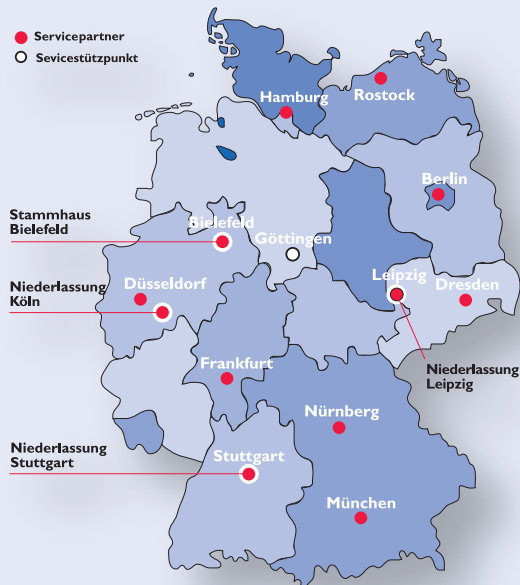 Servicepartner
Sevicestützpunkt
Hamburg
Rostock
Berlin
Stammhaus
Bielefeld
Bielefeld
Göttingen
Niederlassung
Köln
Düsseldorf
Leipzig
Dresden
Frankfurt
Niederlassung
Leipzig
Nürnberg
Niederlassung
Stuttgart
Stuttgart
München